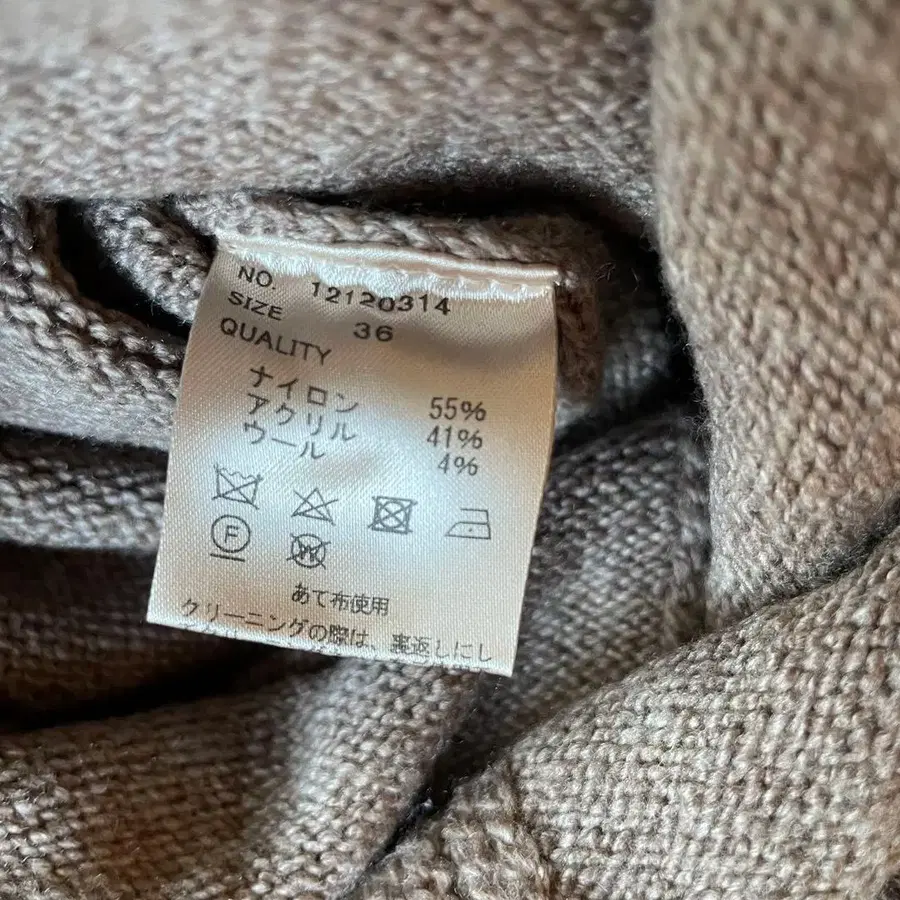 NO. 12120314
SIZE 36
QUALITY
ナイロン 55%
アクリル 41%
ウール 4%
F W
あて布使用
クリーニングの際は、裏返しにし